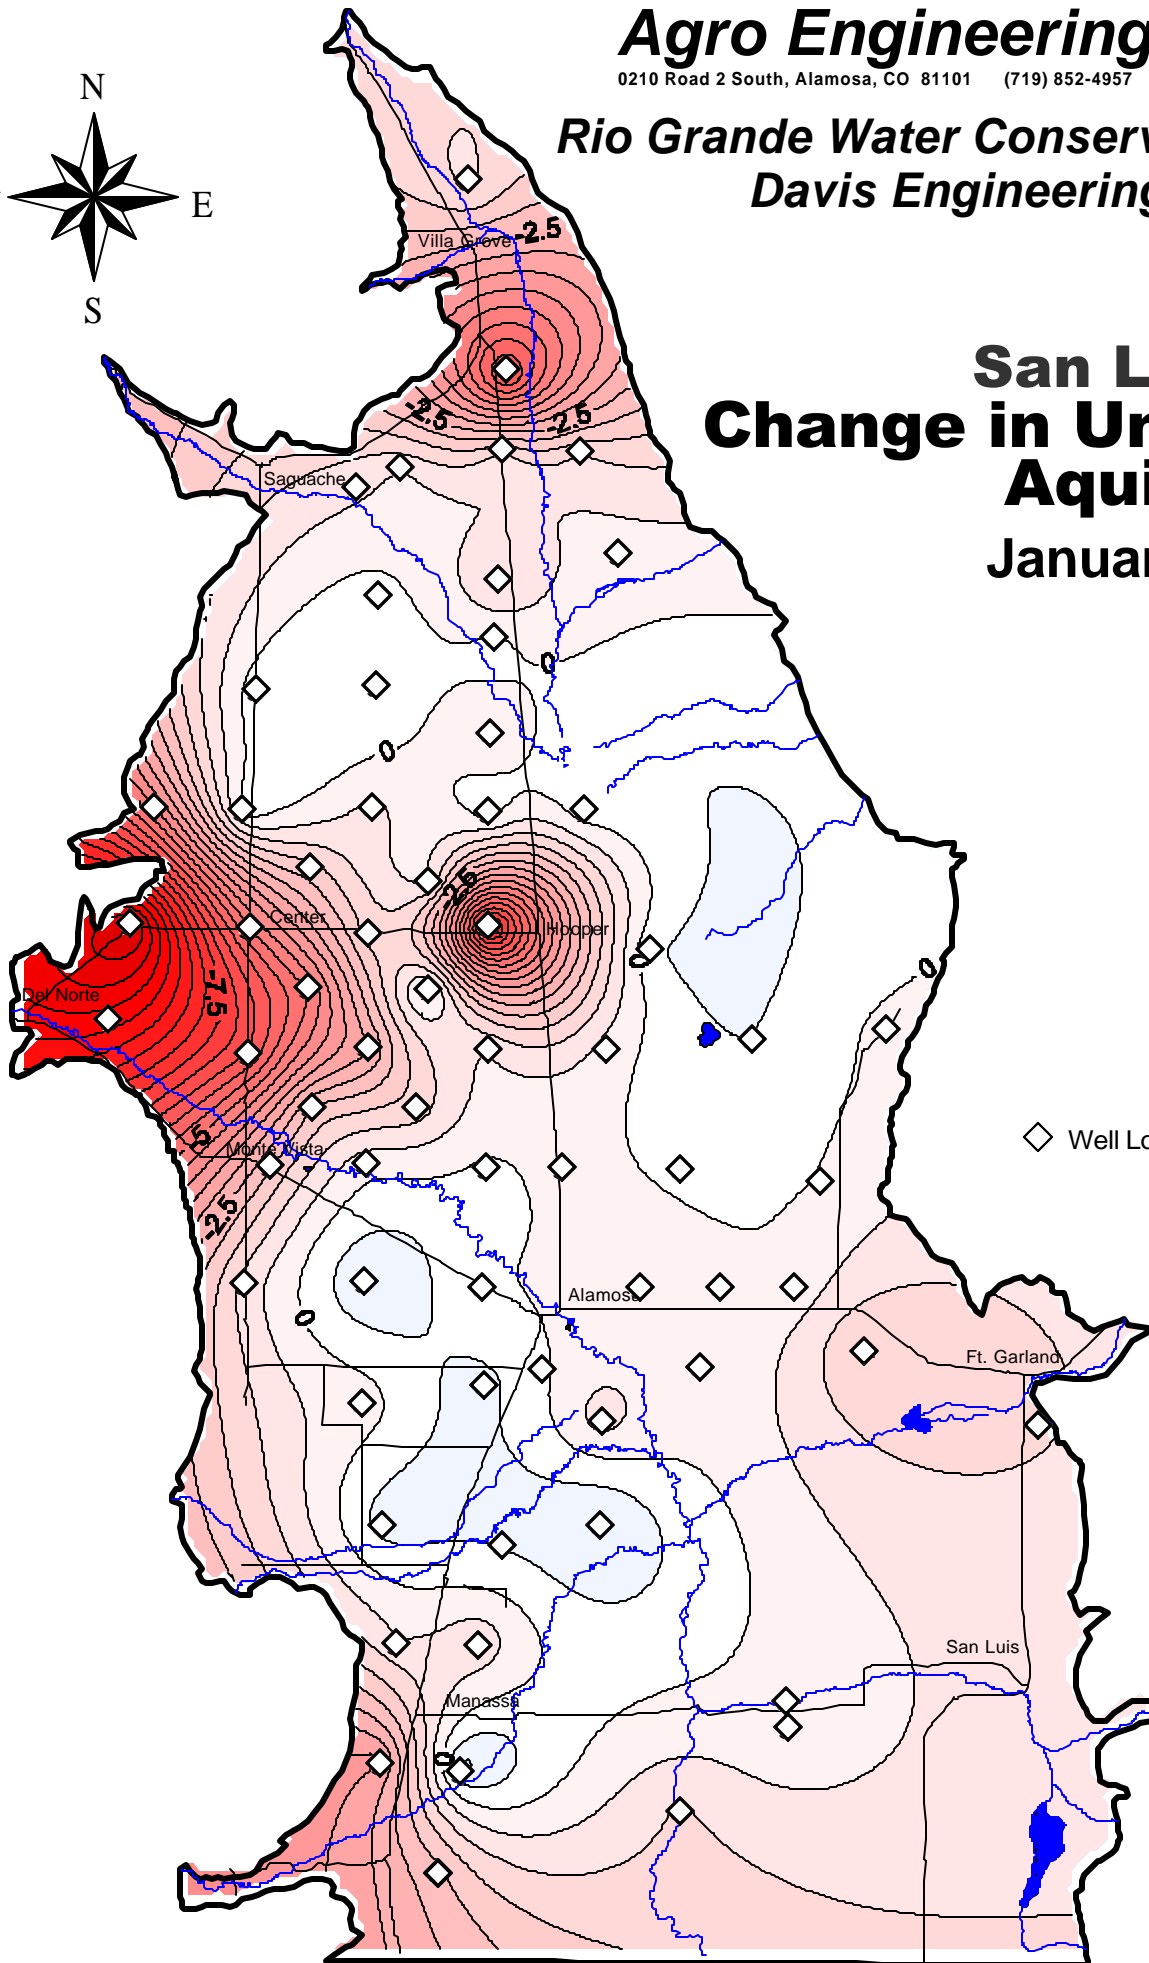 Agro Engineering
0210 Road 2 South, Alamosa, CO 81101 (719) 852-4957
N
Rio Grande Water Conserv
Davis Engineering
E
Villa Grove
-2.5
S
San L
Change in Un
Aqui
Januar
-2.5
-2.5
Saguache
0
0
-2.5
Center
Hooper
0
0
Del Norte
-7.5
-5
Monte Vista
Well Lo
-2.5
Alamosa
0
Ft. Garland
San Luis
Manassa
0